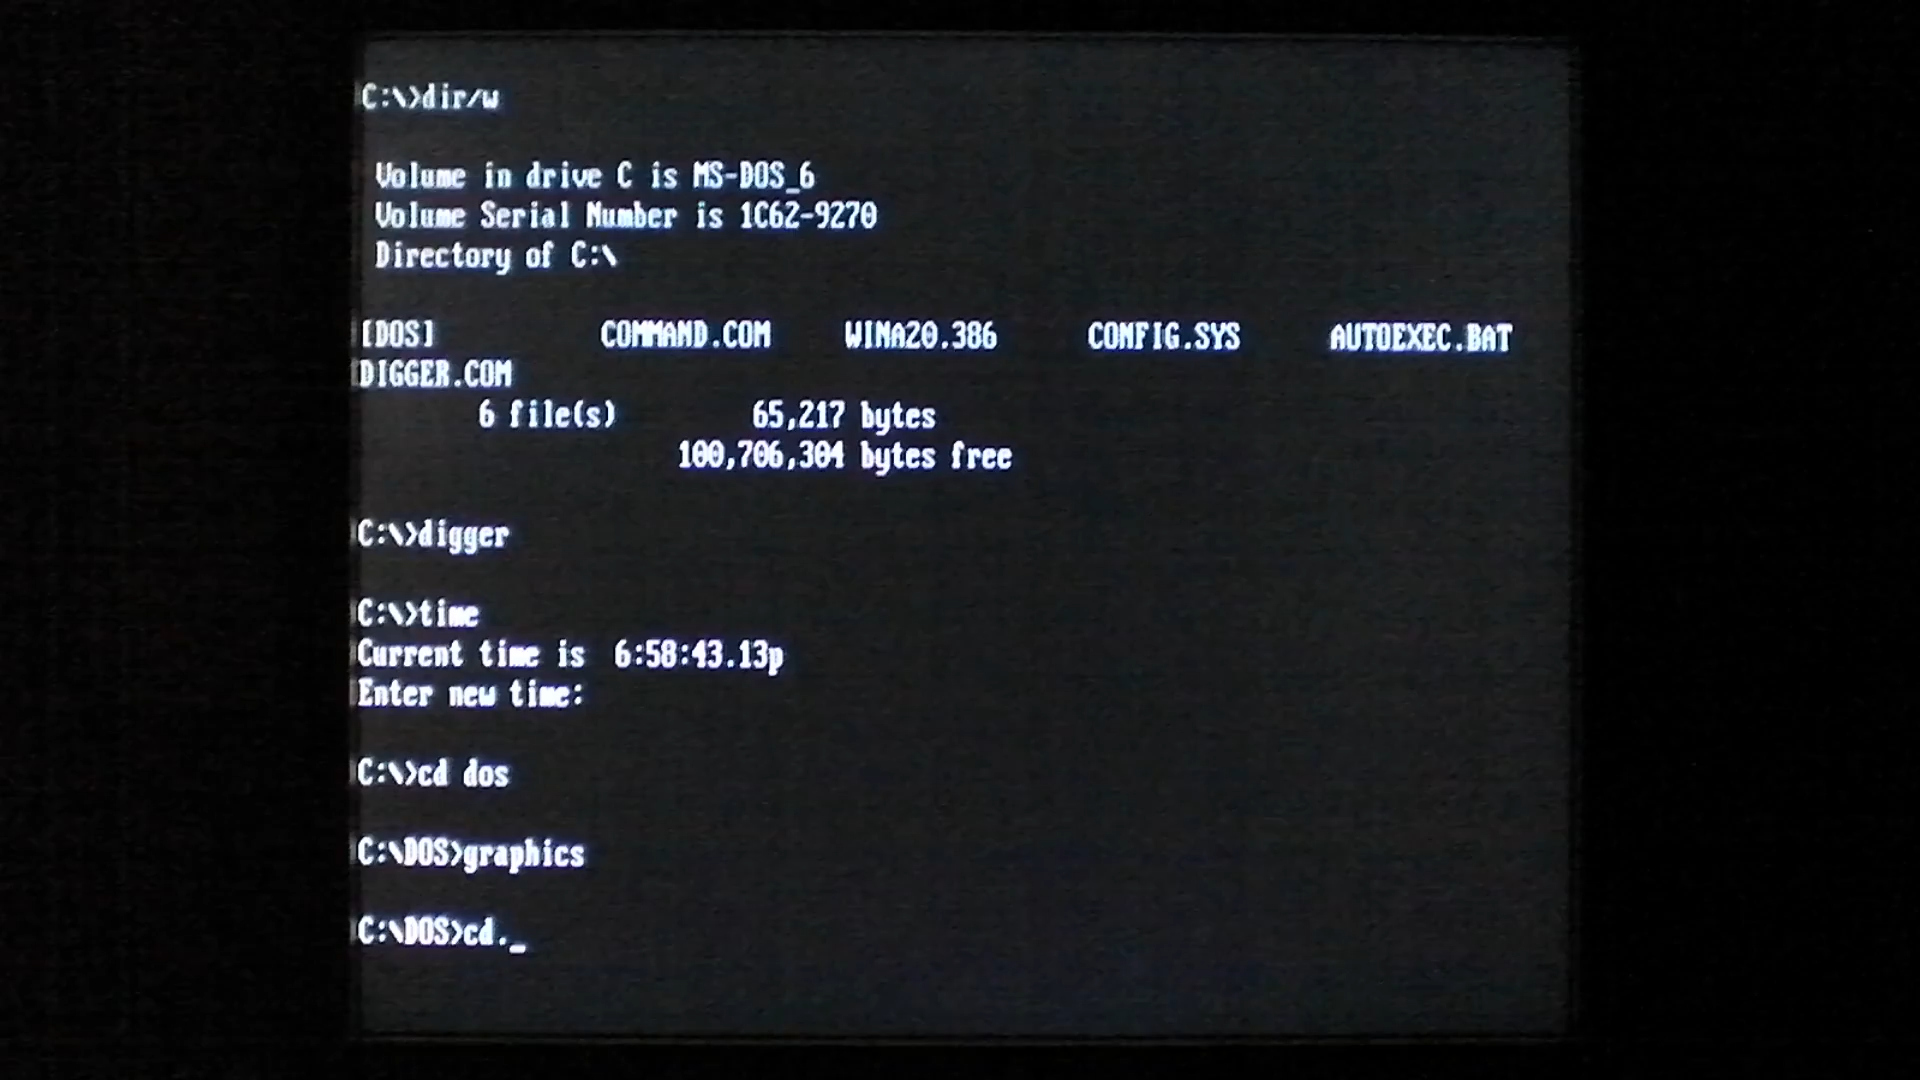 C:\>dir/w
Volume in drive C is MS-DOS_6
Volume Serial Number is 1C62-9270
Directory of C:\
[DOS] COMMAND.COM WINA20.386 CONFIG.SYS AUTOEXEC.BAT
DIGGER.COM
6 file(s) 65,217 bytes
100,706,304 bytes free
C:\>digger
C:\>time
Current time is 6:58:43.13p
Enter new time:
C:\>cd dos
C:\DOS>graphics
C:\DOS>cd._